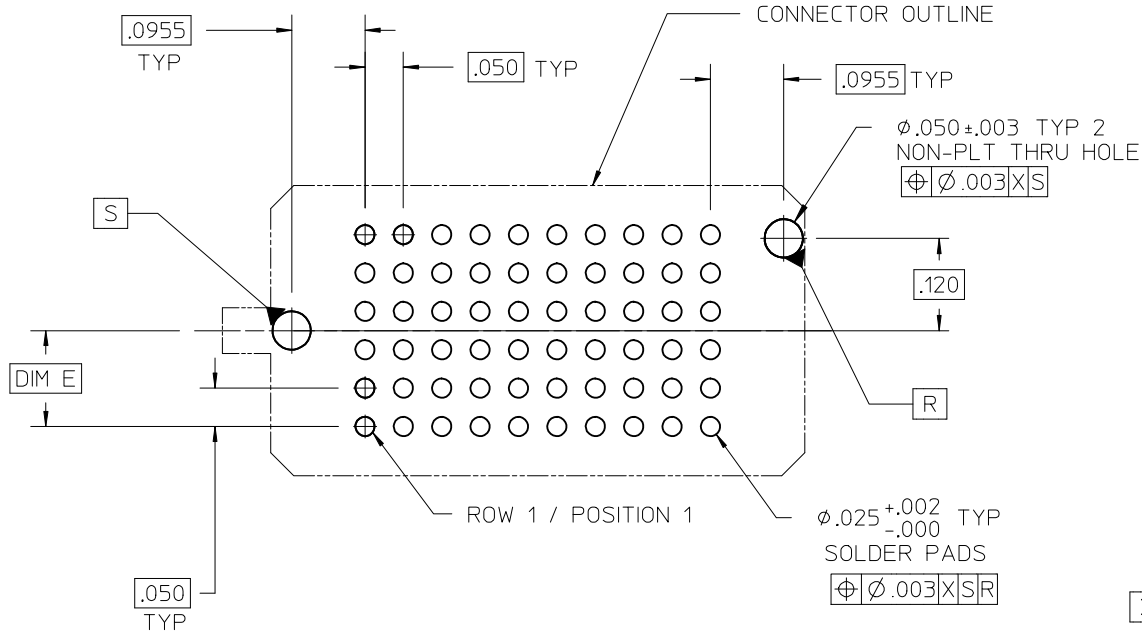 CONNECTOR OUTLINE
.0955
TYP
.050 TYP
.0955 TYP
⌀.050±.003 TYP 2
NON-PLT THRU HOLE
⌖ ⌀.003 X S
S
.120
DIM E
R
ROW 1 / POSITION 1
⌀.025 +.002 -.000 TYP
SOLDER PADS
⌖ ⌀.003 X S R
.050
TYP